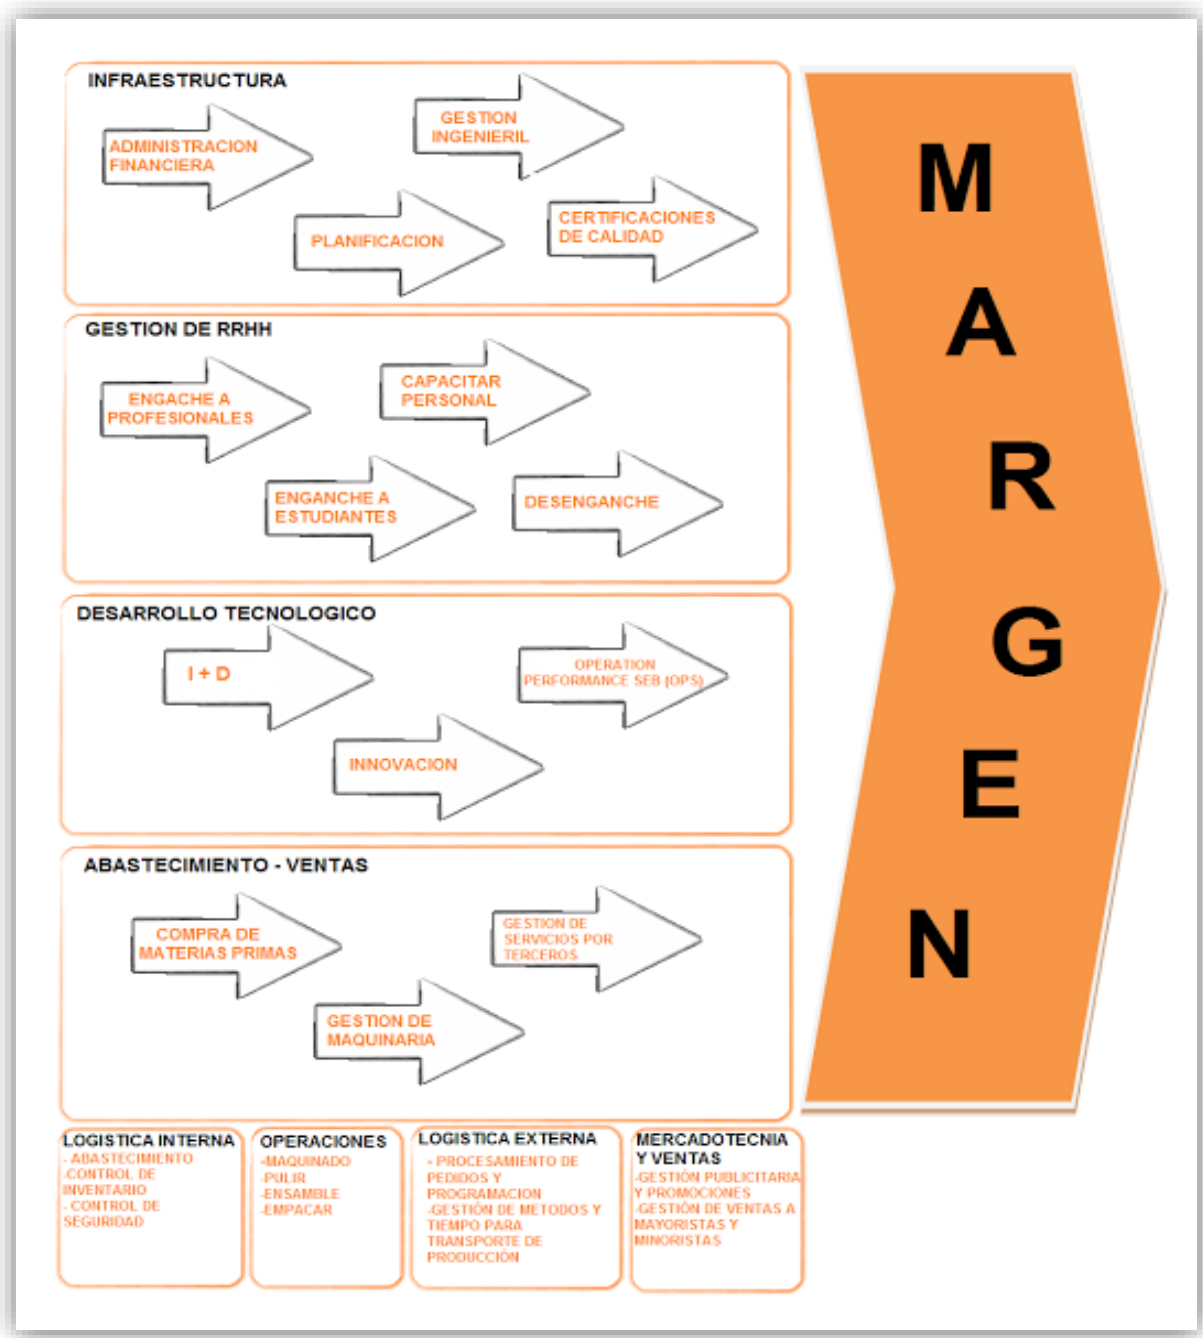 INFRAESTRUCTURA
ADMINISTRACION
FINANCIERA
GESTION
INGENIERIL
PLANIFICACION
CERTIFICACIONES
DE CALIDAD
GESTION DE RRHH
ENGACHE A
PROFESIONALES
CAPACITAR
PERSONAL
ENGANCHE A
ESTUDIANTES
DESENGANCHE
DESARROLLO TECNOLOGICO
I + D
OPERATION
PERFORMANCE SEB (OPS)
INNOVACION
ABASTECIMIENTO - VENTAS
COMPRA DE
MATERIAS PRIMAS
GESTION DE
SERVICIOS POR
TERCEROS
GESTION DE
MAQUINARIA
LOGISTICA INTERNA
- ABASTECIMIENTO
-CONTROL DE
INVENTARIO
- CONTROL DE
SEGURIDAD
OPERACIONES
-MAQUINADO
-PULIR
-ENSAMBLE
-EMPACAR
LOGISTICA EXTERNA
- PROCESAMIENTO DE
PEDIDOS Y
PROGRAMACION
-GESTIÓN DE METODOS Y
TIEMPO PARA
TRANSPORTE DE
PRODUCCIÓN
MERCADOTECNIA
Y VENTAS
-GESTIÓN PUBLICITARIA
Y PROMOCIONES
-GESTIÓN DE VENTAS A
MAYORISTAS Y
MINORISTAS
M
A
R
G
E
N